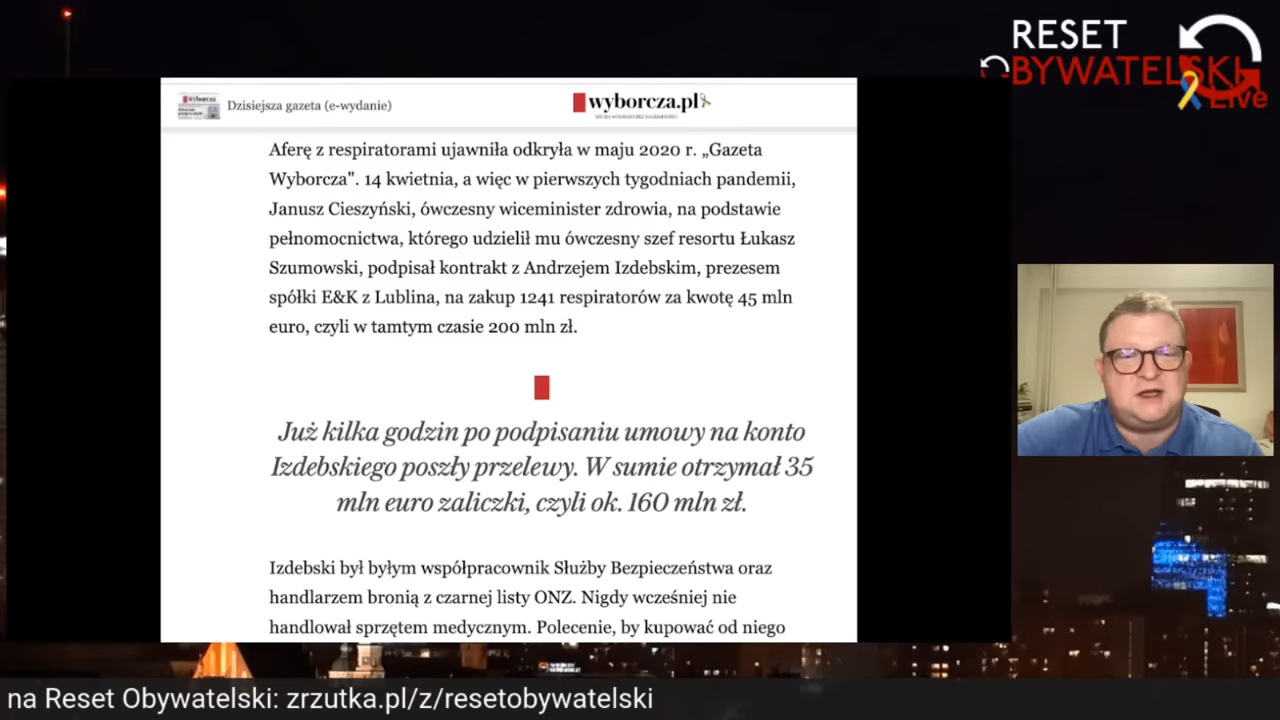 RESET
OBYWATELSKI
Live
Dzisiejsza gazeta (e-wydanie)
wyborcza.pl
Aferę z respiratorami ujawniła odkryła w maju 2020 r. „Gazeta
Wyborcza". 14 kwietnia, a więc w pierwszych tygodniach pandemii,
Janusz Cieszyński, ówczesny wiceminister zdrowia, na podstawie
pełnomocnictwa, którego udzielił mu ówczesny szef resortu Łukasz
Szumowski, podpisał kontrakt z Andrzejem Izdebskim, prezesem
spółki E&K z Lublina, na zakup 1241 respiratorów za kwotę 45 mln
euro, czyli w tamtym czasie 200 mln zł.
Już kilka godzin po podpisaniu umowy na konto
Izdebskiego poszły przelewy. W sumie otrzymał 35
mln euro zaliczki, czyli ok. 160 mln zł.
Izdebski był byłym współpracownik Służby Bezpieczeństwa oraz
handlarzem bronią z czarnej listy ONZ. Nigdy wcześniej nie
handlował sprzętem medycznym. Polecenie, by kupować od niego
na Reset Obywatelski: zrzutka.pl/z/resetobywatelski